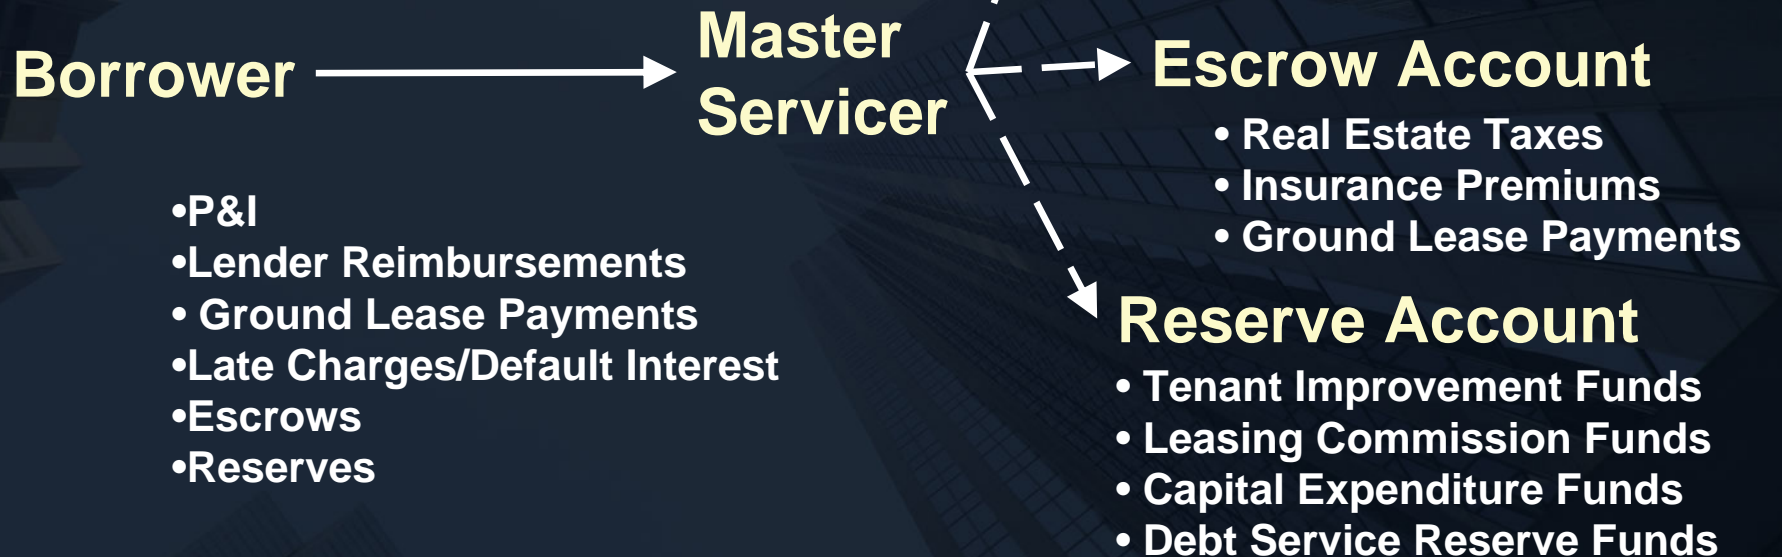 Borrower
Master
Servicer
•P&I
•Lender Reimbursements
• Ground Lease Payments
•Late Charges/Default Interest
•Escrows
•Reserves
Escrow Account
• Real Estate Taxes
• Insurance Premiums
• Ground Lease Payments
Reserve Account
• Tenant Improvement Funds
• Leasing Commission Funds
• Capital Expenditure Funds
• Debt Service Reserve Funds